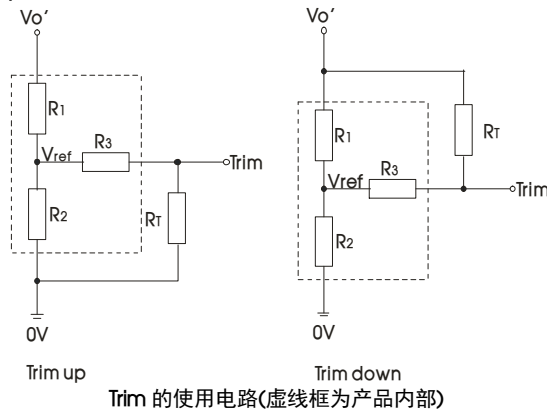 Vo'
R1
Vref
R3
Trim
R2
RT
0V
Trim up
Vo'
R1
RT
Vref
R3
Trim
R2
0V
Trim down
Trim 的使用电路(虚线框为产品内部)